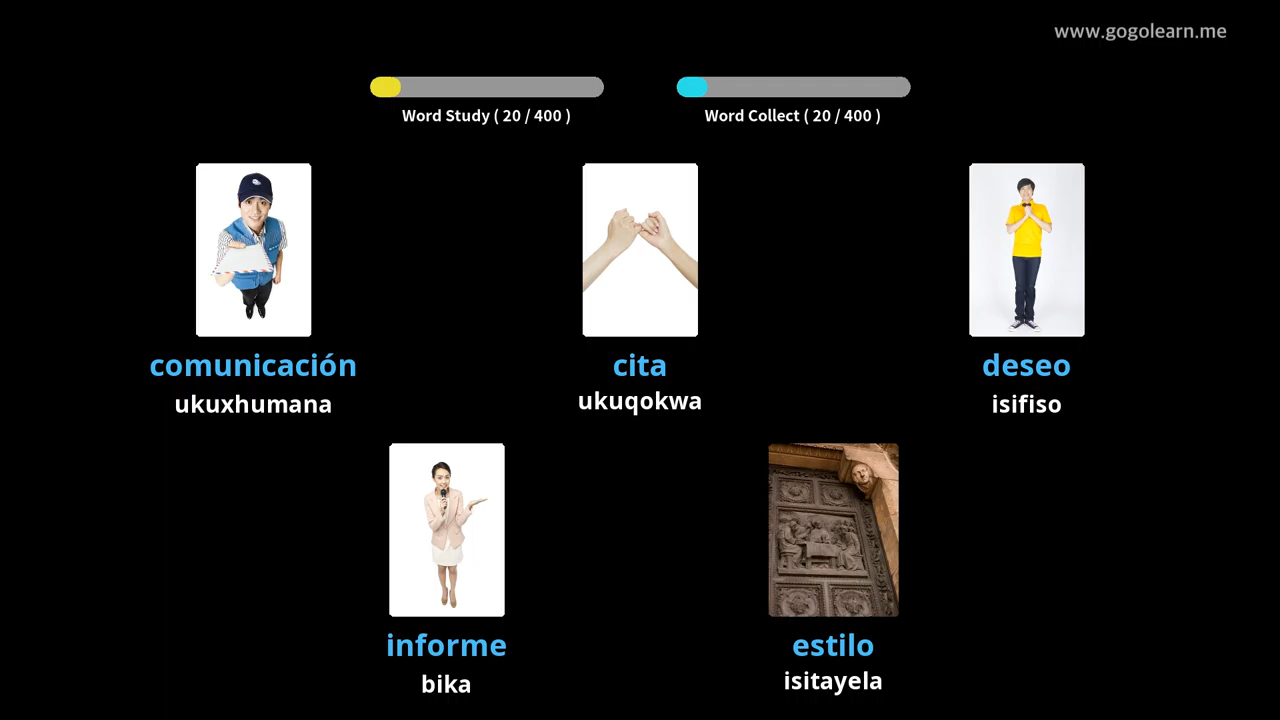 www.gogolearn.me
Word Study ( 20 / 400 )
Word Collect ( 20 / 400 )
comunicación
ukuxhumana
cita
ukuqokwa
deseo
isifiso
informe
bika
estilo
isitayela